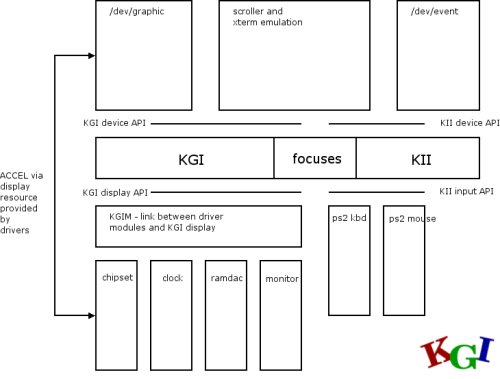 /dev/graphic
scroller and
xterm emulation
/dev/event
KGI device API
KII device API
KGI
focuses
KII
ACCEL via
display
resource
provided
by
drivers
KGI display API
KII input API
KGIM - link between driver
modules and KGI display
ps2 kbd
ps2 mouse
chipset
clock
ramdac
monitor
KGI